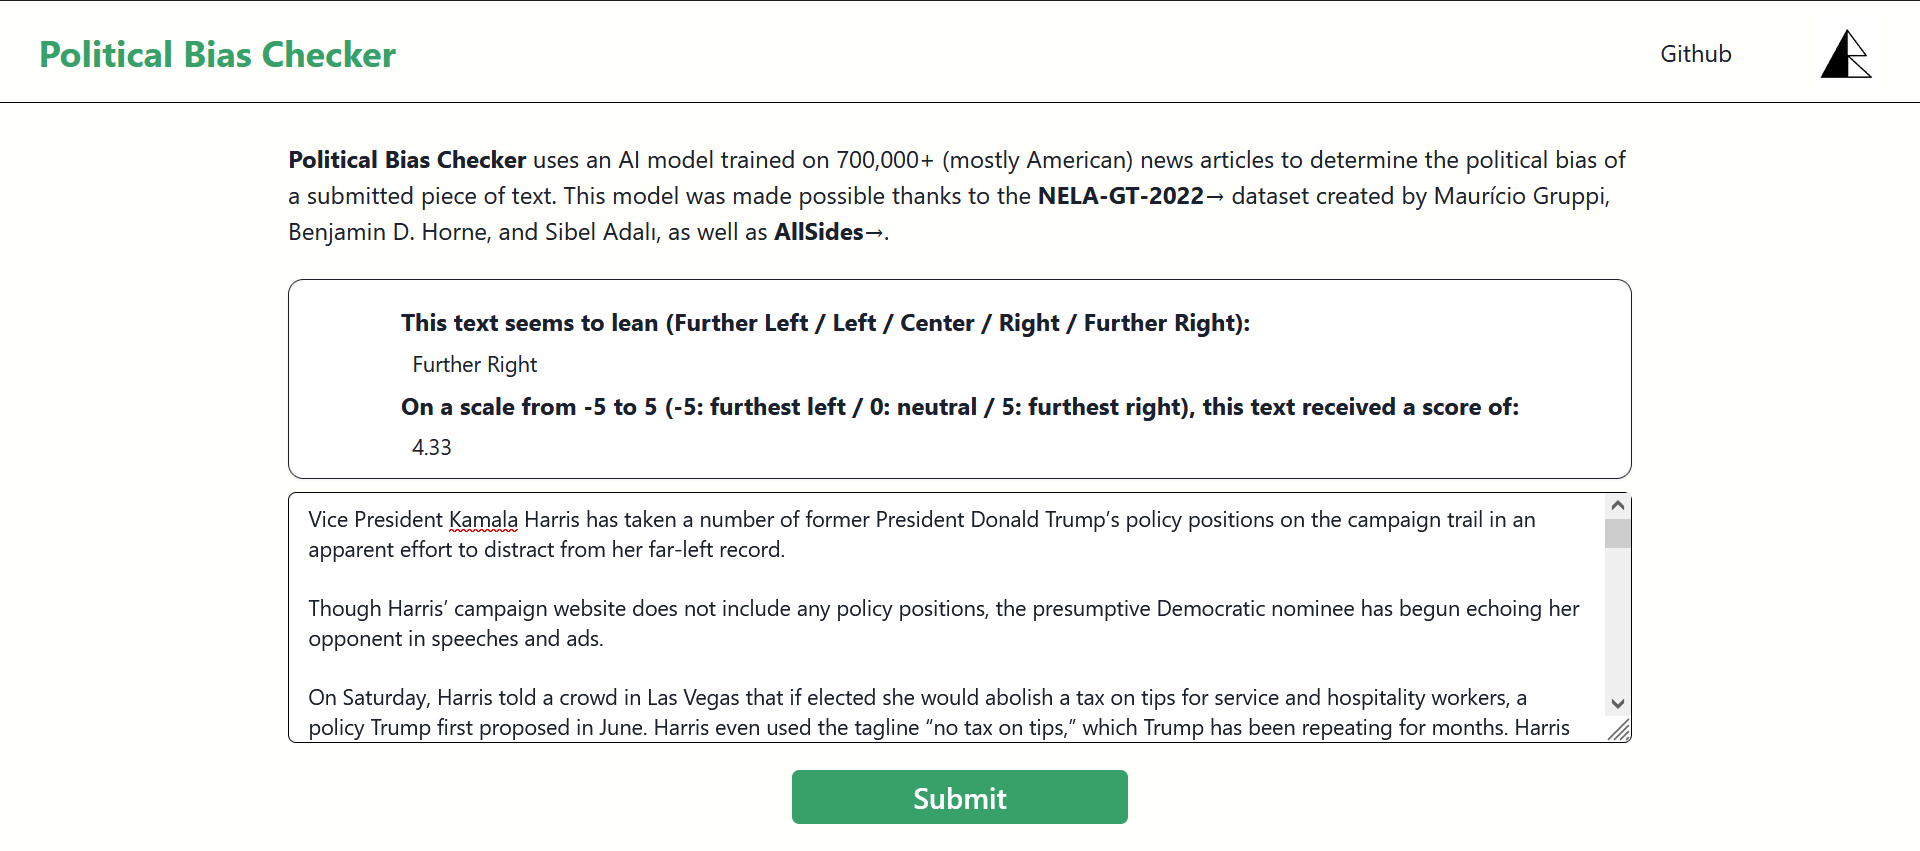 Political Bias Checker
Github
Political Bias Checker uses an AI model trained on 700,000+ (mostly American) news articles to determine the political bias of
a submitted piece of text. This model was made possible thanks to the NELA-GT-2022→ dataset created by Maurício Gruppi,
Benjamin D. Horne, and Sibel Adalı, as well as AllSides→.
This text seems to lean (Further Left / Left / Center / Right / Further Right):
Further Right
On a scale from -5 to 5 (-5: furthest left / 0: neutral / 5: furthest right), this text received a score of:
4.33
Vice President Kamala Harris has taken a number of former President Donald Trump’s policy positions on the campaign trail in an
apparent effort to distract from her far-left record.
Though Harris’ campaign website does not include any policy positions, the presumptive Democratic nominee has begun echoing her
opponent in speeches and ads.
On Saturday, Harris told a crowd in Las Vegas that if elected she would abolish a tax on tips for service and hospitality workers, a
policy Trump first proposed in June. Harris even used the tagline “no tax on tips,” which Trump has been repeating for months. Harris
Submit